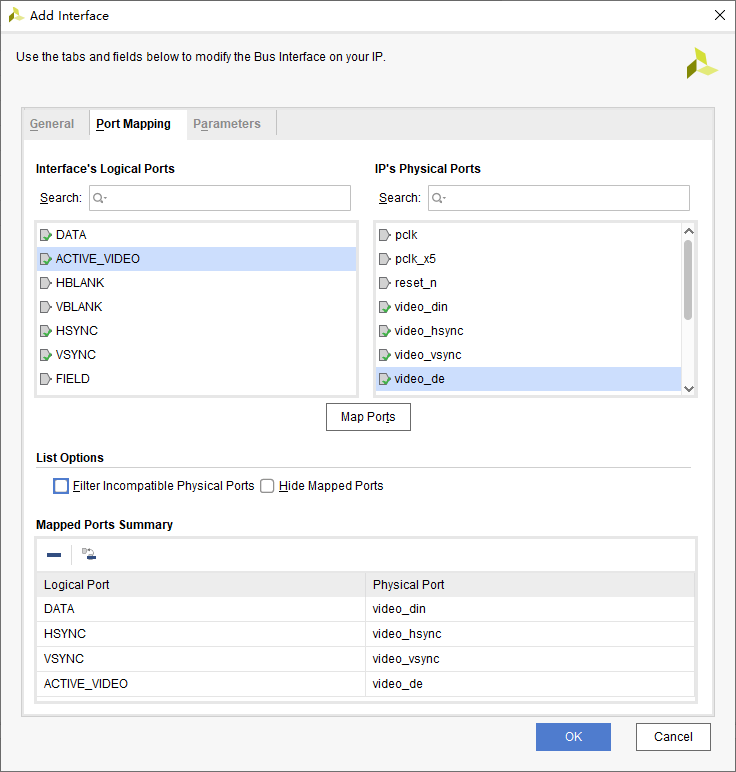 Add Interface
Use the tabs and fields below to modify the Bus Interface on your IP.
General Port Mapping Parameters
Interface's Logical Ports
Search:
DATA
ACTIVE_VIDEO
HBLANK
VBLANK
HSYNC
VSYNC
FIELD
IP's Physical Ports
Search:
pclk
pclk_x5
reset_n
video_din
video_hsync
video_vsync
video_de
Map Ports
List Options
Filter Incompatible Physical Ports Hide Mapped Ports
Mapped Ports Summary
Logical Port Physical Port
DATA video_din
HSYNC video_hsync
VSYNC video_vsync
ACTIVE_VIDEO video_de
OK Cancel